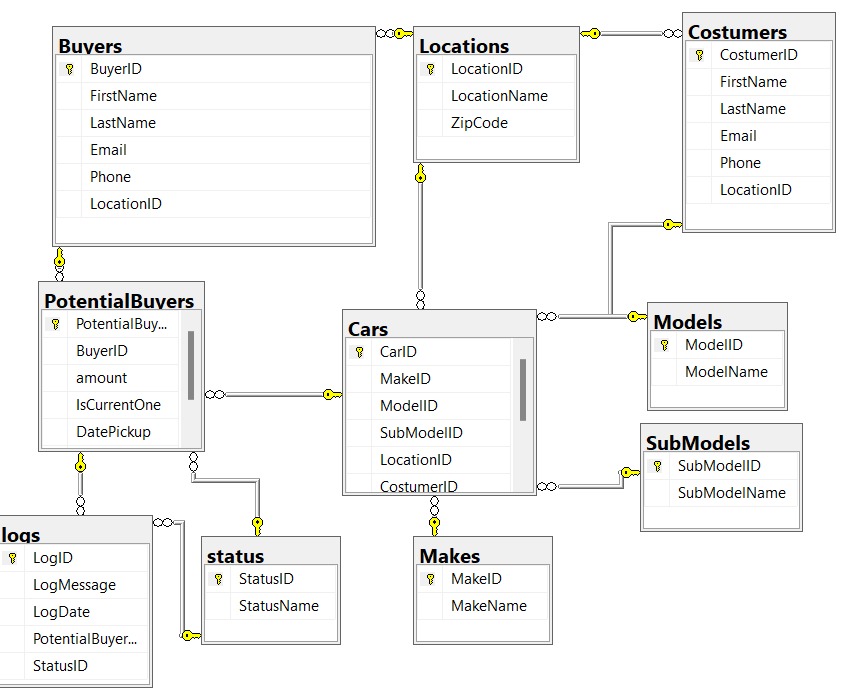 Buyers
BuyerID
FirstName
LastName
Email
Phone
LocationID
Locations
LocationID
LocationName
ZipCode
Costumers
CostumerID
FirstName
LastName
Email
Phone
LocationID
PotentialBuyers
PotentialBuy...
BuyerID
amount
IsCurrentOne
DatePickup
Cars
CarID
MakeID
ModelID
SubModelID
LocationID
CostumerID
Models
ModelID
ModelName
SubModels
SubModelID
SubModelName
logs
LogID
LogMessage
LogDate
PotentialBuyer...
StatusID
status
StatusID
StatusName
Makes
MakeID
MakeName